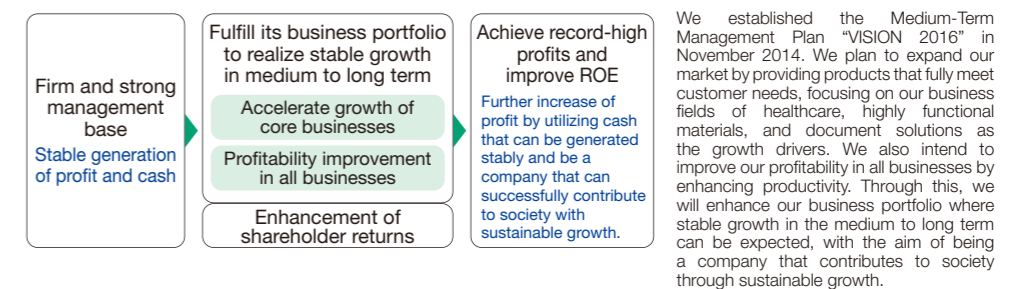 Firm and strong
management
base
Stable generation
of profit and cash
Fulfill its business portfolio
to realize stable growth
in medium to long term
Accelerate growth of
core businesses
Profitability improvement
in all businesses
Enhancement of
shareholder returns
Achieve record-high
profits and
improve ROE
Further increase of
profit by utilizing cash
that can be generated
stably and be a
company that can
successfully contribute
to society with
sustainable growth.
We established the Medium-Term
Management Plan “VISION 2016” in
November 2014. We plan to expand our
market by providing products that fully meet
customer needs, focusing on our business
fields of healthcare, highly functional
materials, and document solutions as
the growth drivers. We also intend to
improve our profitability in all businesses by
enhancing productivity. Through this, we
will enhance our business portfolio where
stable growth in the medium to long term
can be expected, with the aim of being
a company that contributes to society
through sustainable growth.